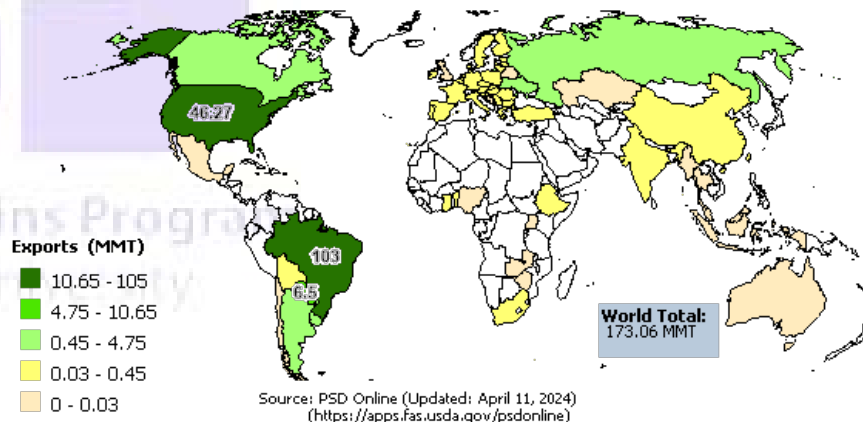 46.27
103
6.5
ins Progra
Exports (MMT)
10.65 - 105
4.75 - 10.65
0.45 - 4.75
0.03 - 0.45
0 - 0.03
World Total:
173.06 MMT
Source: PSD Online (Updated: April 11, 2024)
(https://apps.fas.usda.gov/psdonline)